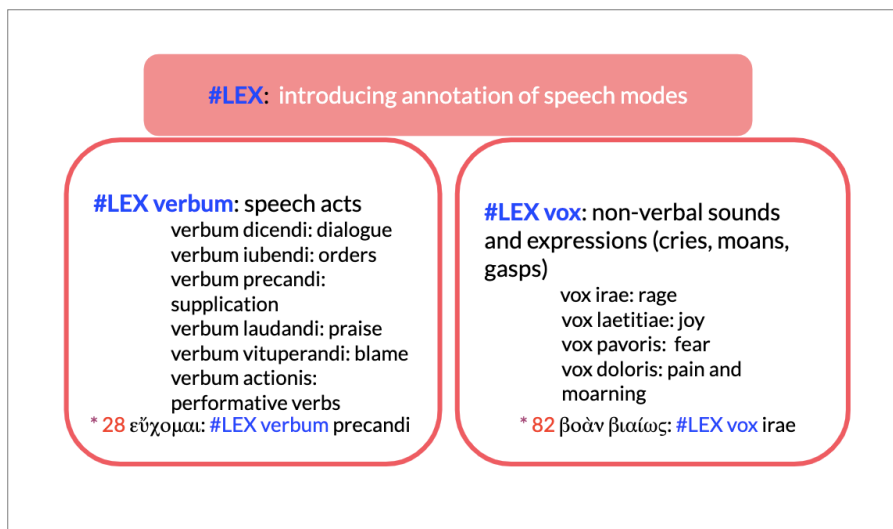 #LEX: introducing annotation of speech modes
#LEX verbum: speech acts
verbum dicendi: dialogue
verbum iubendi: orders
verbum precandi:
supplication
verbum laudandi: praise
verbum vituperandi: blame
verbum actionis:
performative verbs
* 28 εὔχομαι: #LEX verbum precandi
#LEX vox: non-verbal sounds
and expressions (cries, moans,
gasps)
vox irae: rage
vox laetitiae: joy
vox pavoris: fear
vox doloris: pain and
moarning
* 82 βοὰν βιαίως: #LEX vox irae